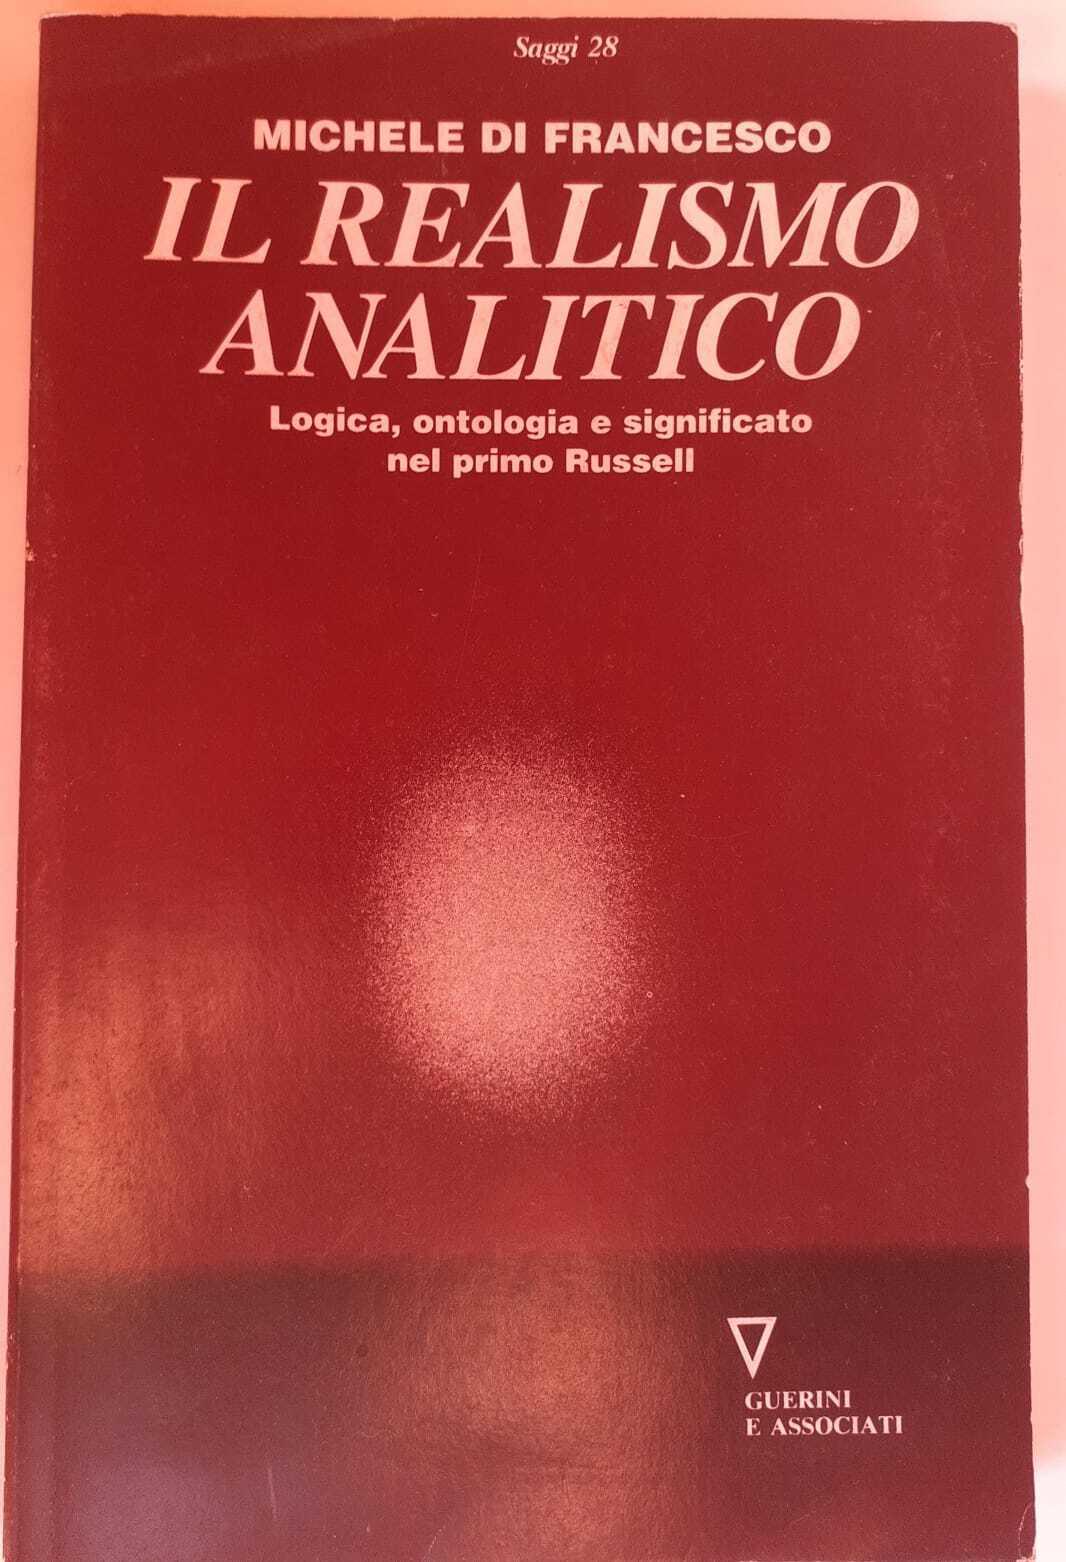 Saggi 28
MICHELE DI FRANCESCO
IL REALISMO
ANALITICO
Logica, ontologia e significato
nel primo Russell
GUERINI
E ASSOCIATI